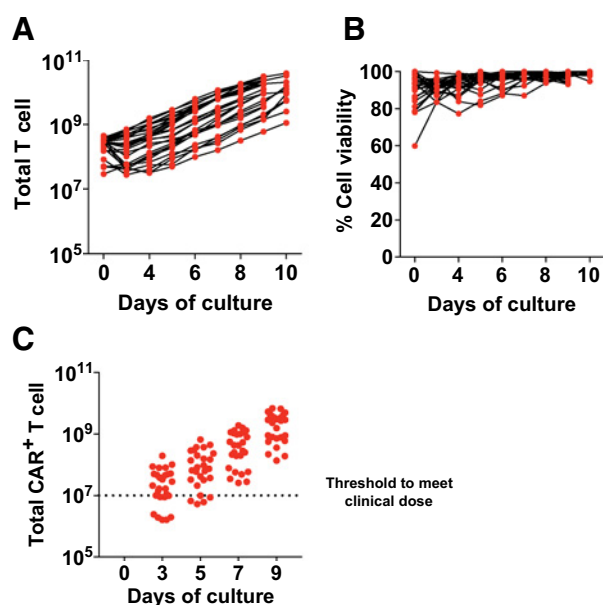 A
Total T cell
10^11
10^9
10^7
10^5
0 2 4 6 8 10
Days of culture
B
% Cell viability
100
80
60
40
20
0
0 2 4 6 8 10
Days of culture
C
Total CAR+ T cell
10^11
10^9
10^7
10^5
0 3 5 7 9
Days of culture
Threshold to meet
clinical dose